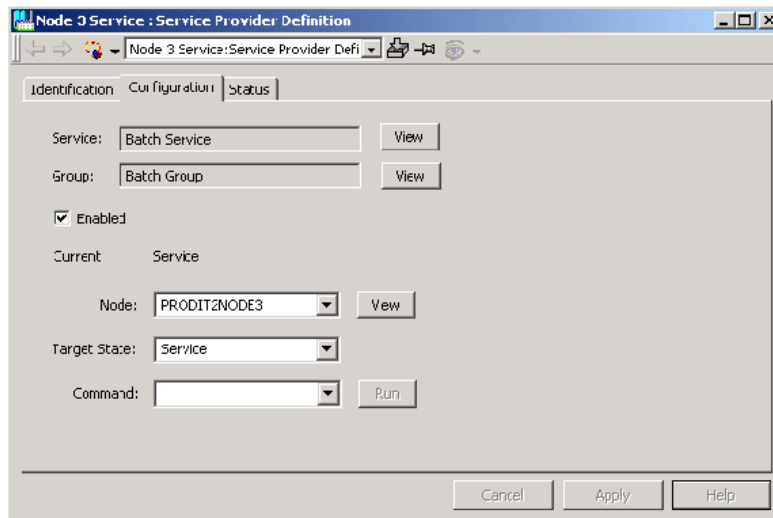 Node 3 Service : Service Provider Definition
Node 3 Service:Service Provider Defi
Identification Configuration Status
Service: Batch Service View
Group: Batch Group View
Enabled
Current Service
Node: PRODIT2NODE3 View
Target State: Service
Command: Run
Cancel Apply Help